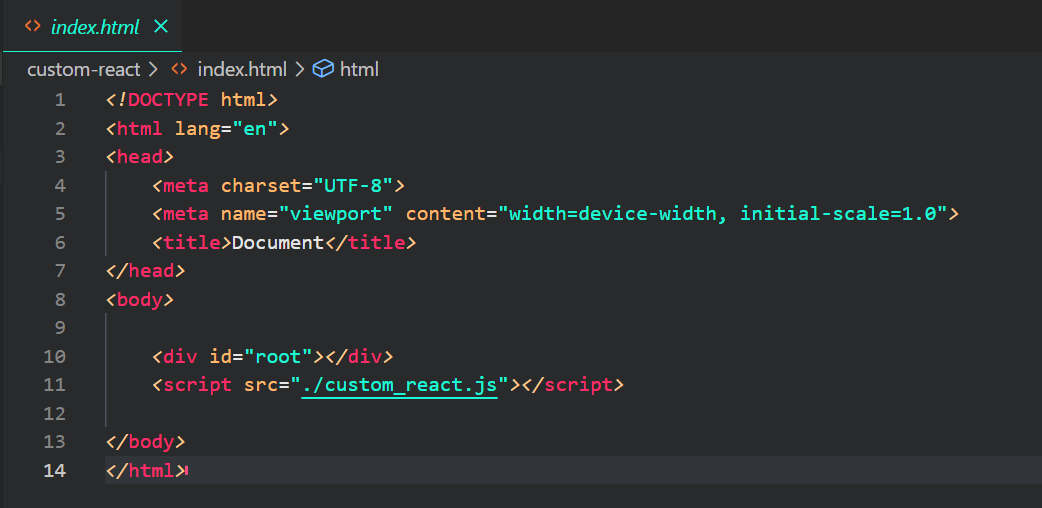 index.html
custom-react > index.html > html
1 <!DOCTYPE html>
2 <html lang="en">
3 <head>
4     <meta charset="UTF-8">
5     <meta name="viewport" content="width=device-width, initial-scale=1.0">
6     <title>Document</title>
7 </head>
8 <body>
9
10     <div id="root"></div>
11     <script src="./custom_react.js"></script>
12
13 </body>
14 </html>